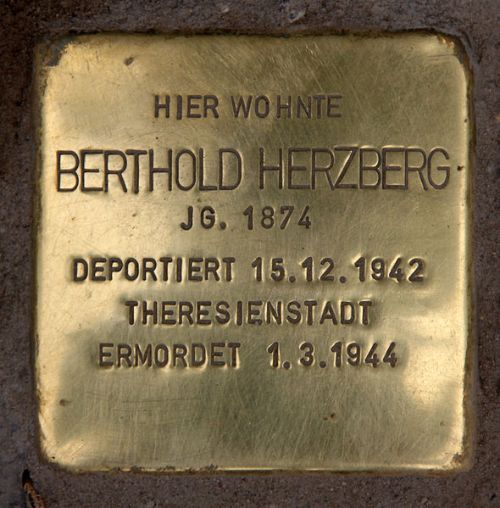 HIER WOHNTE
BERTHOLD HERZBERG
JG. 1874
DEPORTIERT 15.12.1942
THERESIENSTADT
ERMORDET 1.3.1944